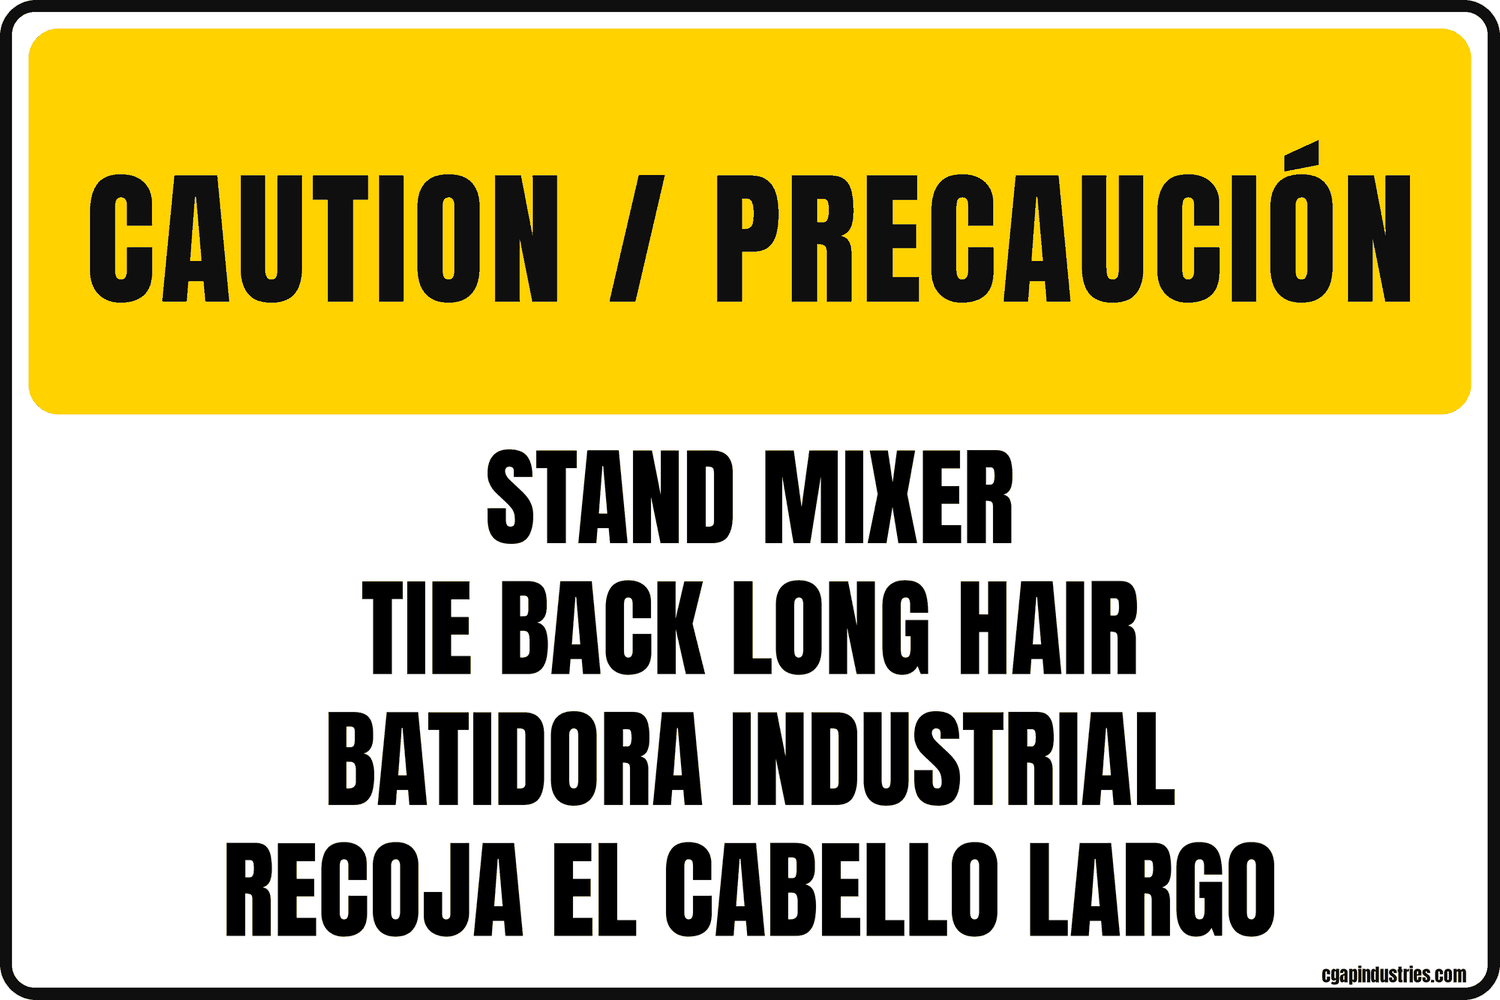 CAUTION / PRECAUCIÓN
STAND MIXER
TIE BACK LONG HAIR
BATIDORA INDUSTRIAL
RECOJA EL CABELLO LARGO
cgapindustries.com